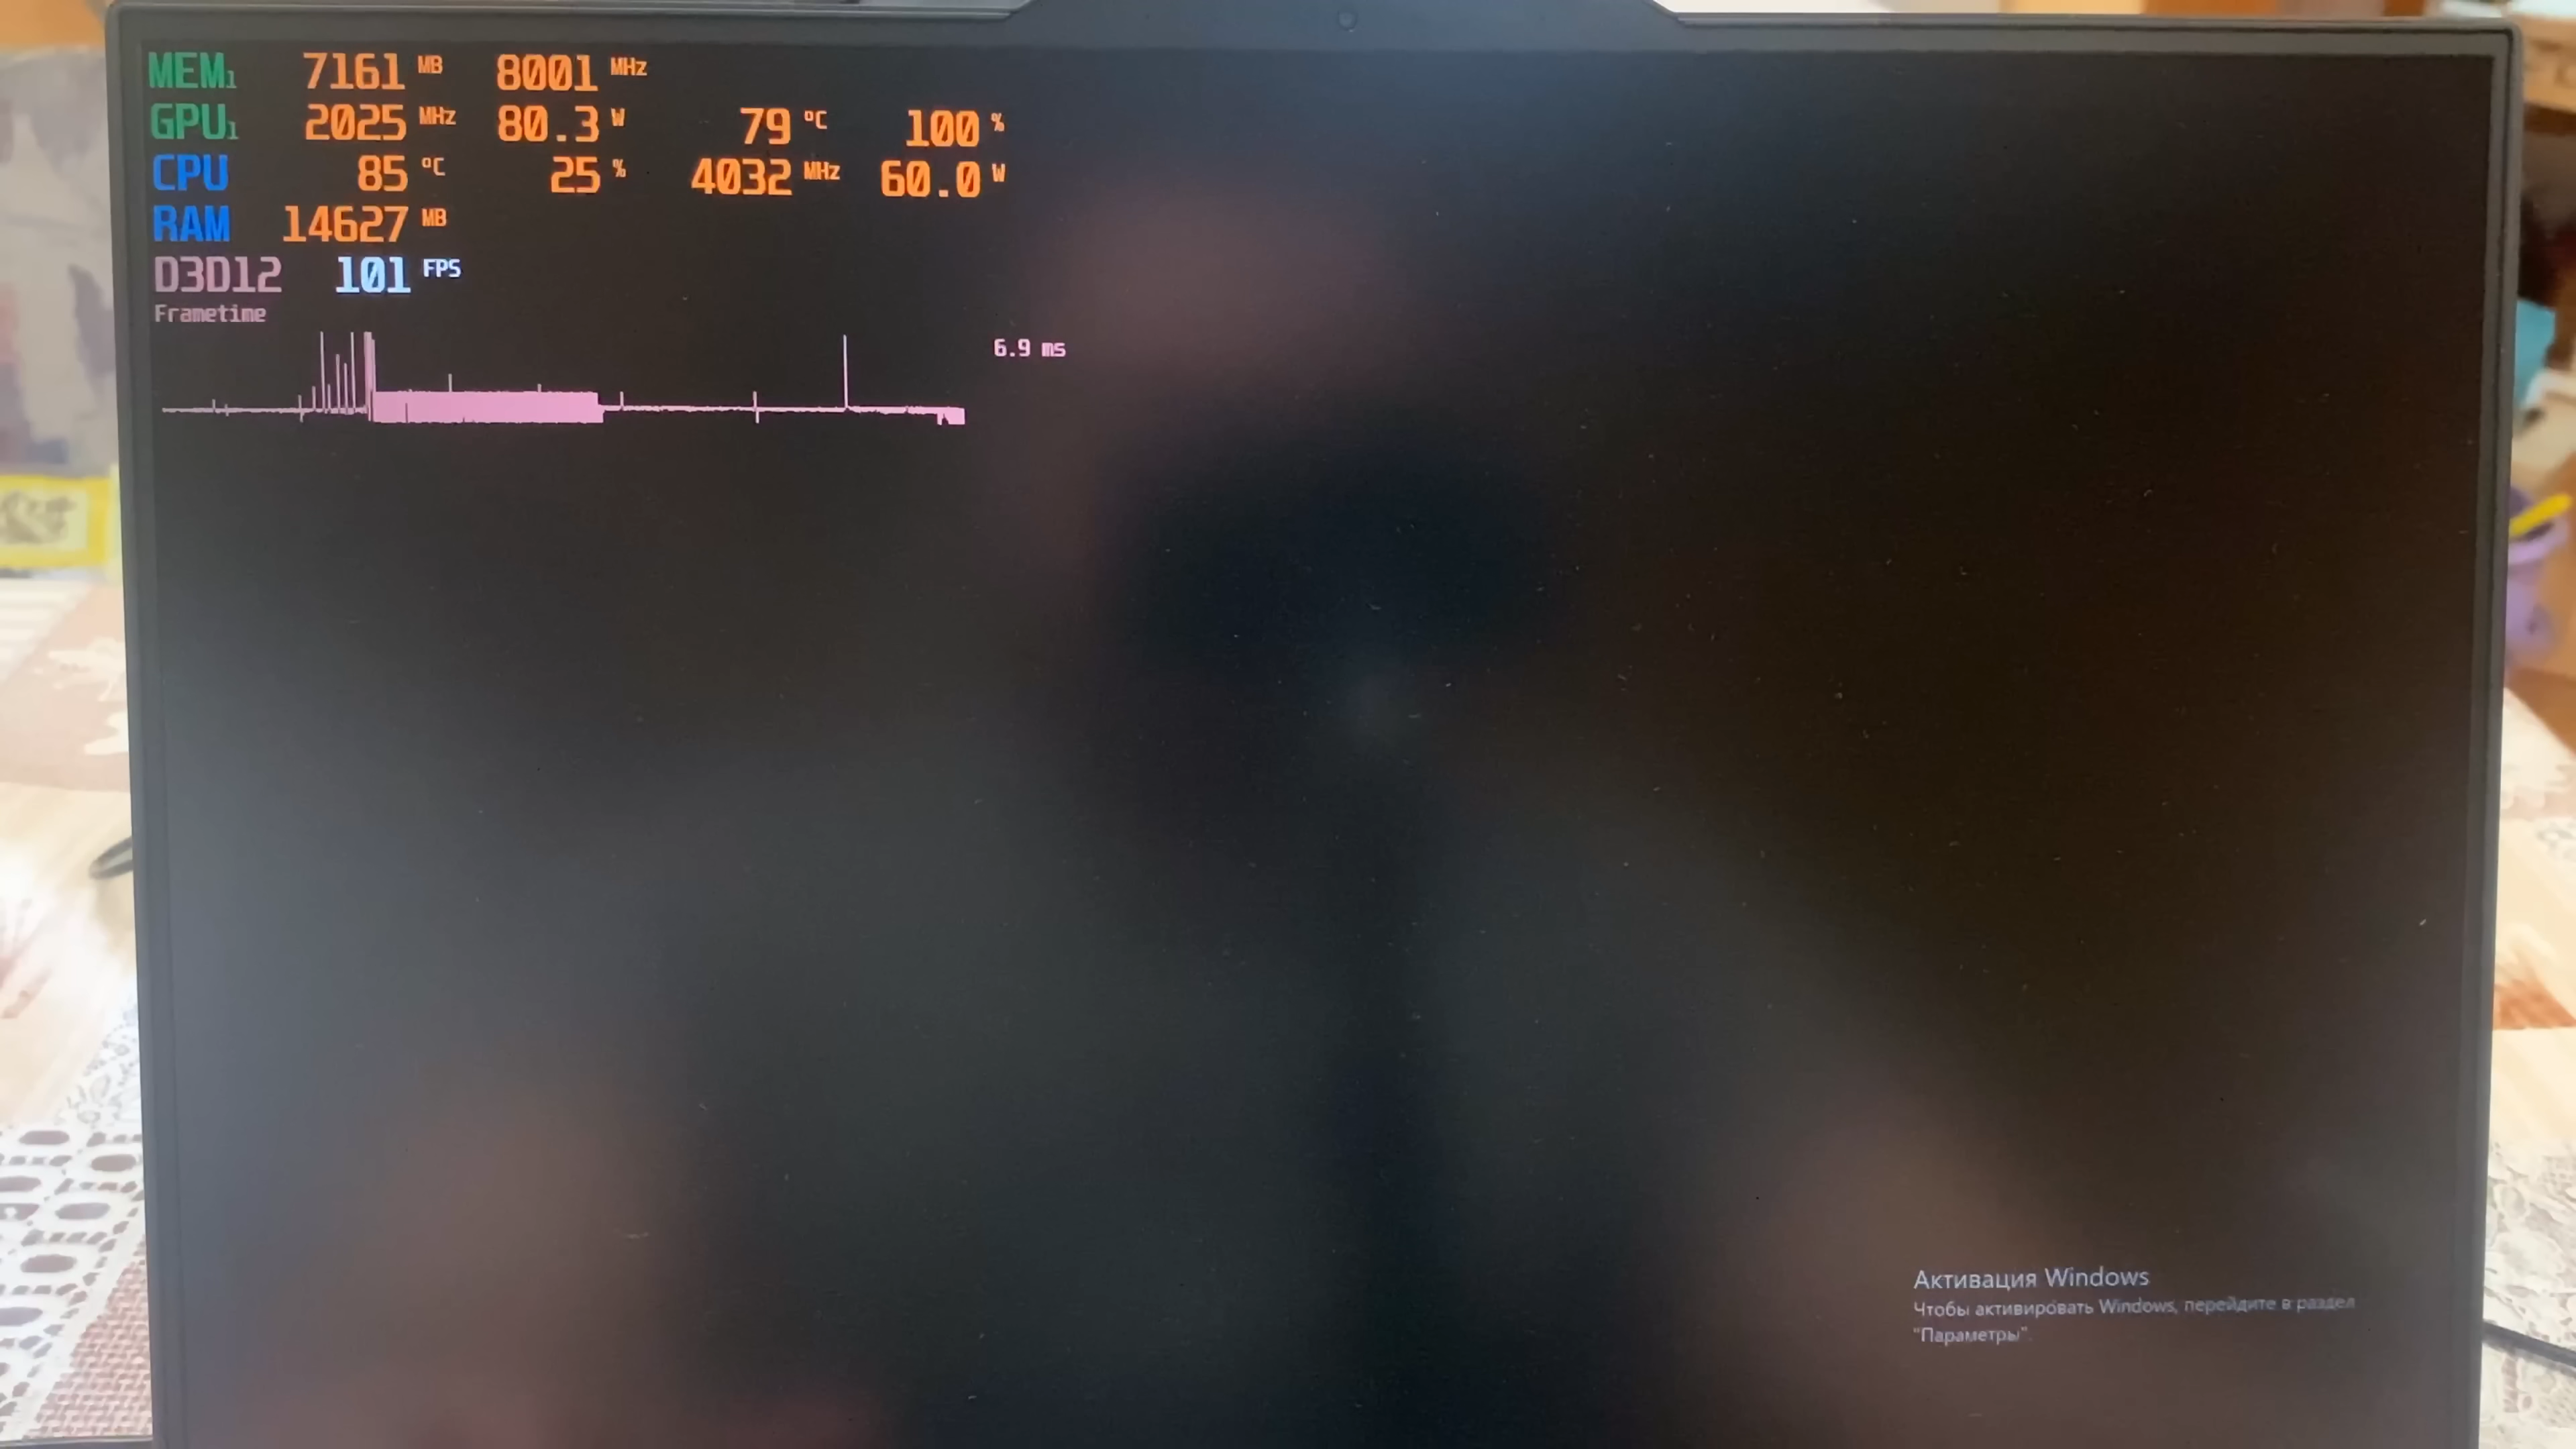 MEM1 7161 MB 8001 MHz
GPU1 2025 MHz 80.3 W 79 °C 100 %
CPU 85 °C 25 % 4032 MHz 60.0 W
RAM 14627 MB
D3D12 101 FPS
Frametime
6.9 ms
Активация Windows
Чтобы активировать Windows, перейдите в раздел
"Параметры".